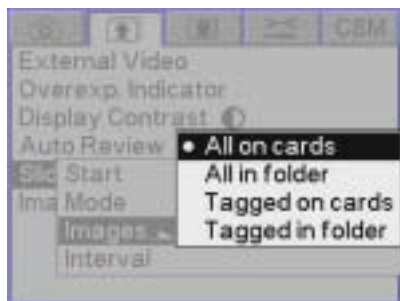 CSM
External Video
Overexp. Indicator
Display Contrast
Auto Review
All on cards
Start
All in folder
Mode
Tagged on cards
Images
Tagged in folder
Interval